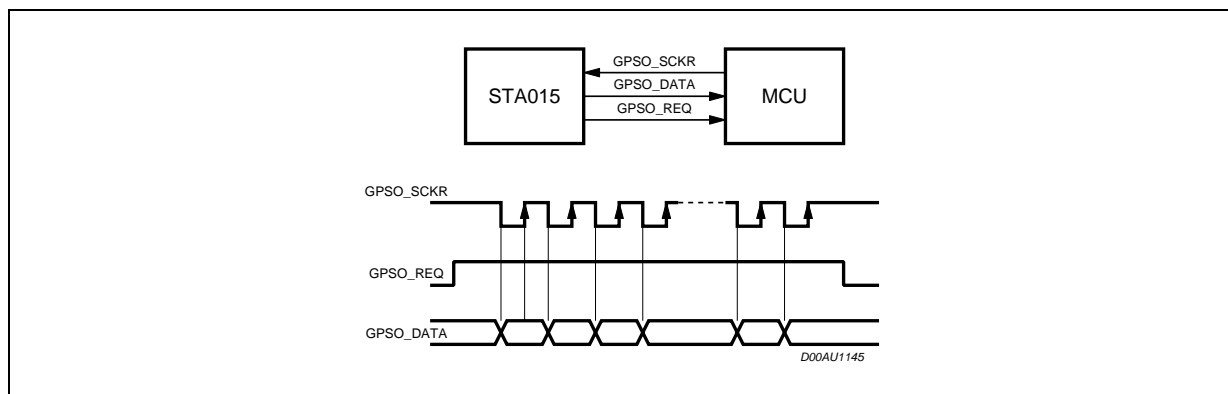 GPSO_SCKR
STA015
GPSO_DATA
MCU
GPSO_REQ
GPSO_SCKR
GPSO_REQ
GPSO_DATA
D00AU1145